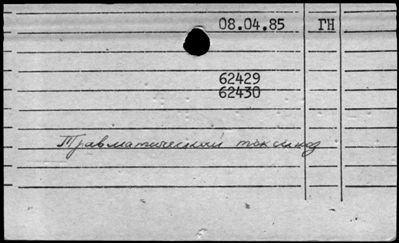 08.04.85 ГН
62429
62430
Травматический токсикоз